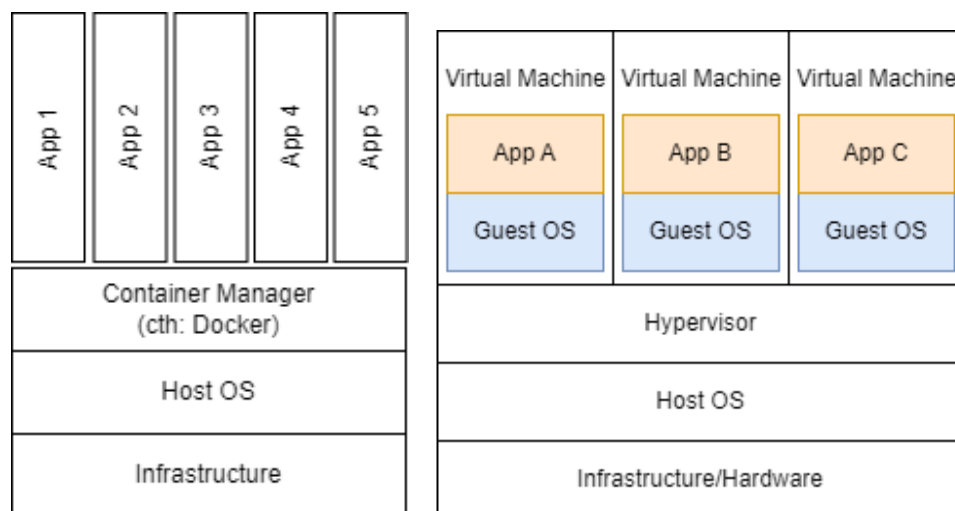 App 1
App 2
App 3
App 4
App 5
Container Manager
(cth: Docker)
Host OS
Infrastructure
Virtual Machine
Virtual Machine
Virtual Machine
App A
App B
App C
Guest OS
Guest OS
Guest OS
Hypervisor
Host OS
Infrastructure/Hardware